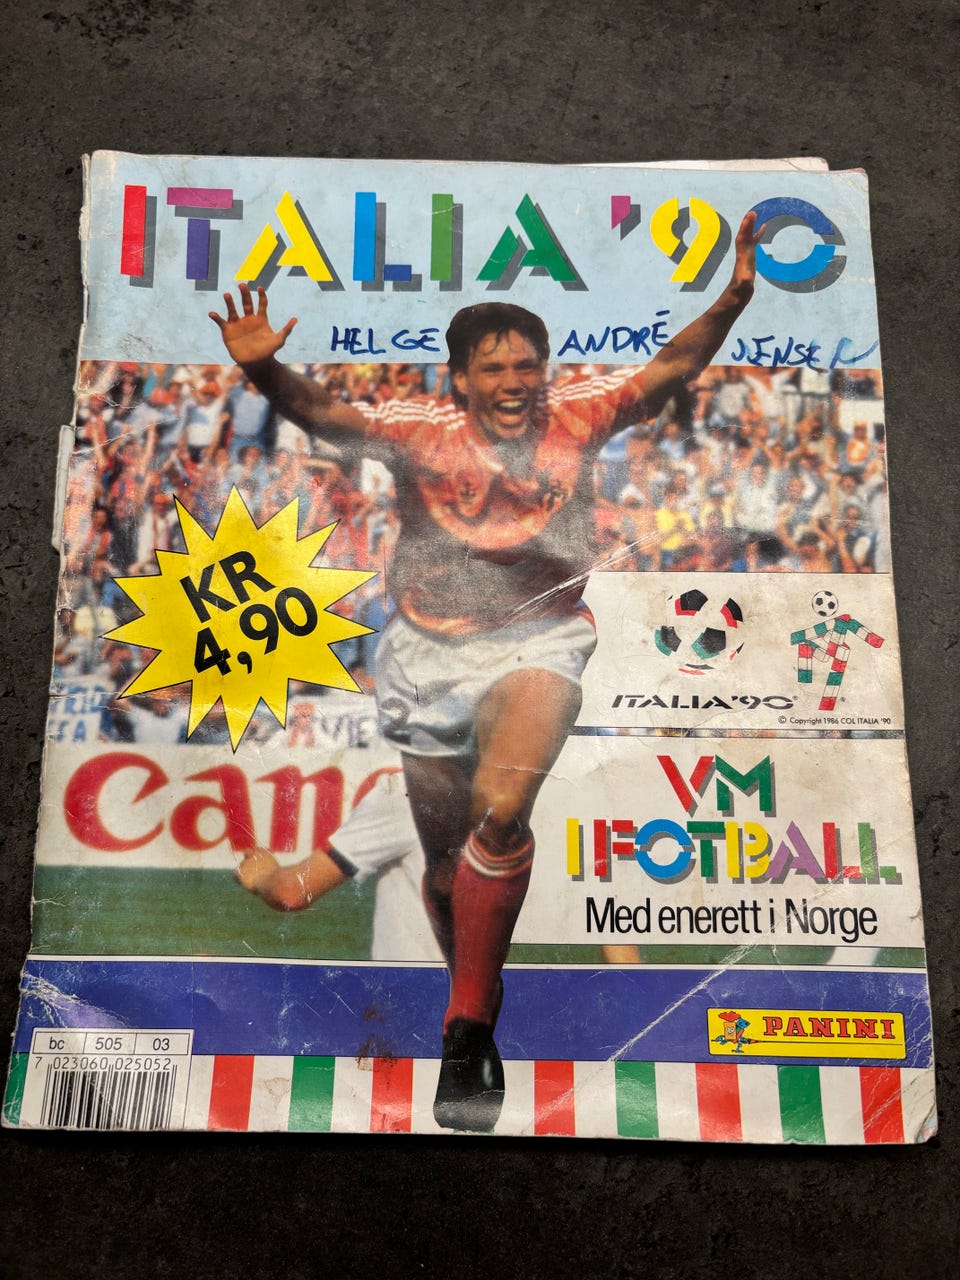 ITALIA '90
HELGE ANDRÉ JENSEN
KR
4,90
ITALIA'90®
© Copyright 1986 COL ITALIA '90
Can
VM
I FOTBALL
Med enerett i Norge
PANINI
bc 505 03
7 023060 025052